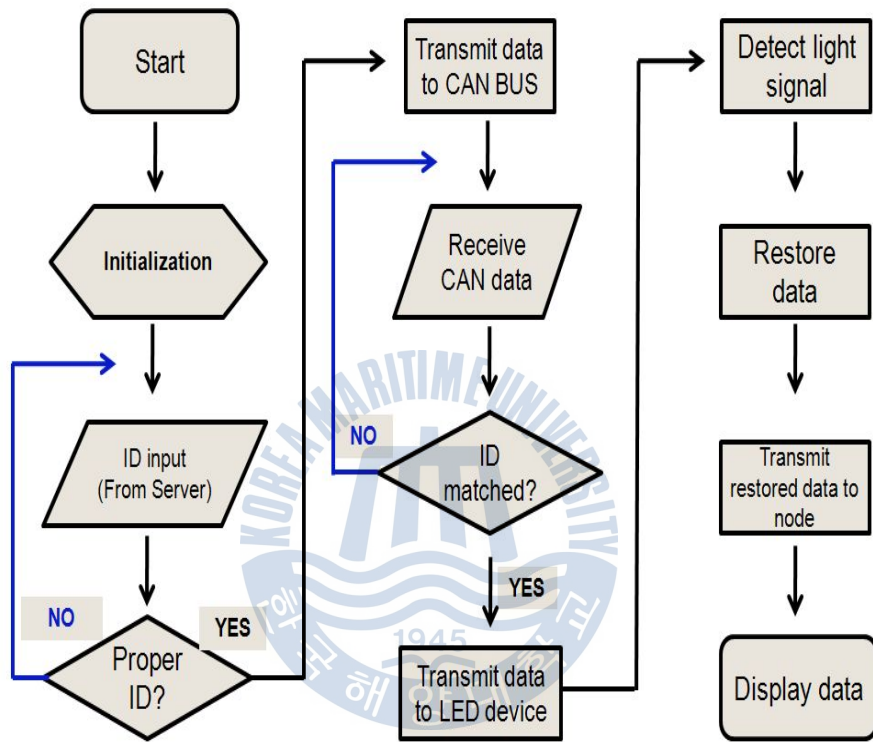 Start
Initialization
ID input
(From Server)
NO
YES
Proper
ID?
Transmit data
to CAN BUS
Receive
CAN data
NO
ID
matched?
YES
Transmit data
to LED device
Detect light
signal
Restore
data
Transmit
restored data to
node
Display data
KOREA MARITIME UNIVERSITY
1945